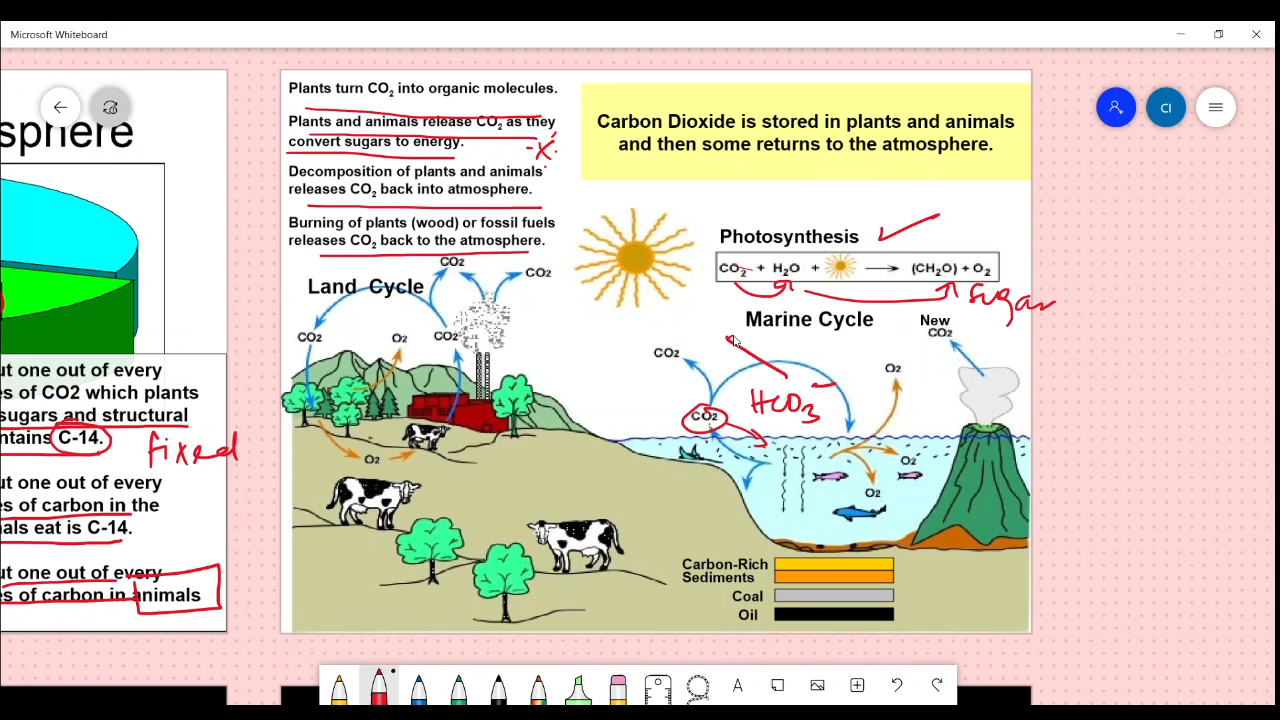 Microsoft Whiteboard
sphere
ut one out of every
es of CO2 which plants
sugars and structural
ntains C-14.
fixed
ut one out of every
es of carbon in the
nals eat is C-14.
ut one out of every
es of carbon in animals
Plants turn CO2 into organic molecules.
Plants and animals release CO2 as they
convert sugars to energy.
Decomposition of plants and animals
releases CO2 back into atmosphere.
Burning of plants (wood) or fossil fuels
releases CO2 back to the atmosphere.
Carbon Dioxide is stored in plants and animals
and then some returns to the atmosphere.
Photosynthesis
CO2 + H2O + → (CH2O) + O2
sugar
Land Cycle
CO2
CO2
CO2
O2
CO2
O2
Marine Cycle
New
CO2
CO2
O2
HCO3-
CO2
O2
O2
Carbon-Rich
Sediments
Coal
Oil
CI
A